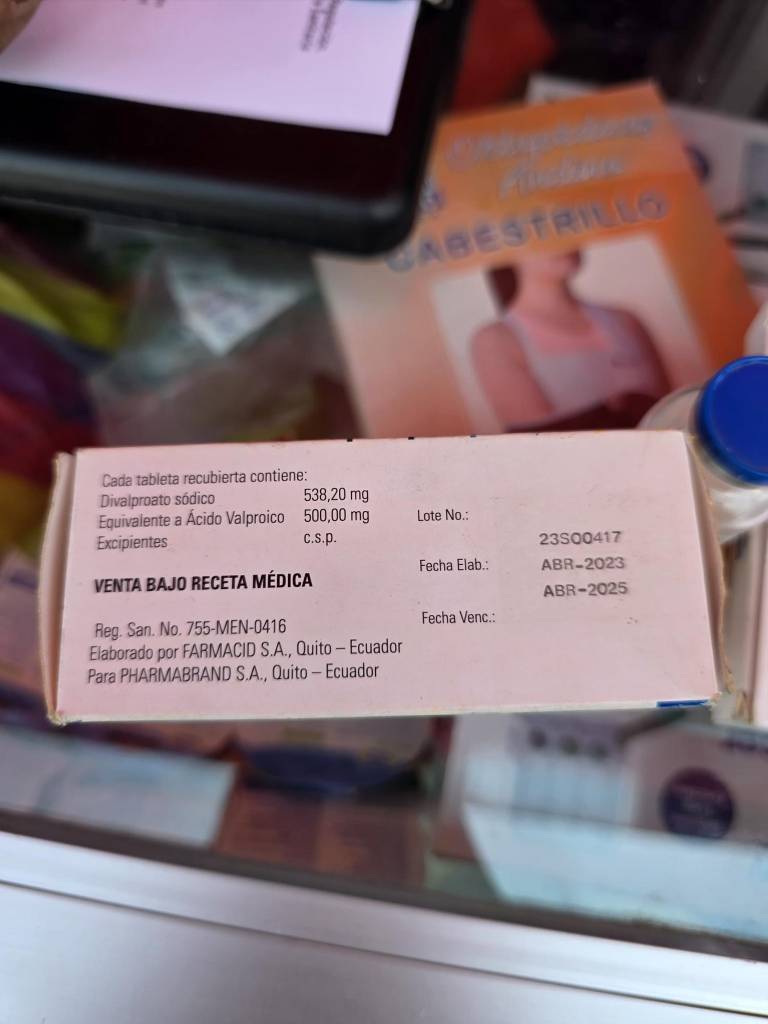 CABESTRILLO
Cada tableta recubierta contiene:
Divalproato sódico 538,20 mg
Equivalente a Ácido Valproico 500,00 mg
Excipientes c.s.p.
VENTA BAJO RECETA MÉDICA
Reg. San. No. 755-MEN-0416
Elaborado por FARMACID S.A., Quito – Ecuador
Para PHARMABRAND S.A., Quito – Ecuador
Lote No.: 23S00417
Fecha Elab.: ABR-2023
Fecha Venc.: ABR-2025